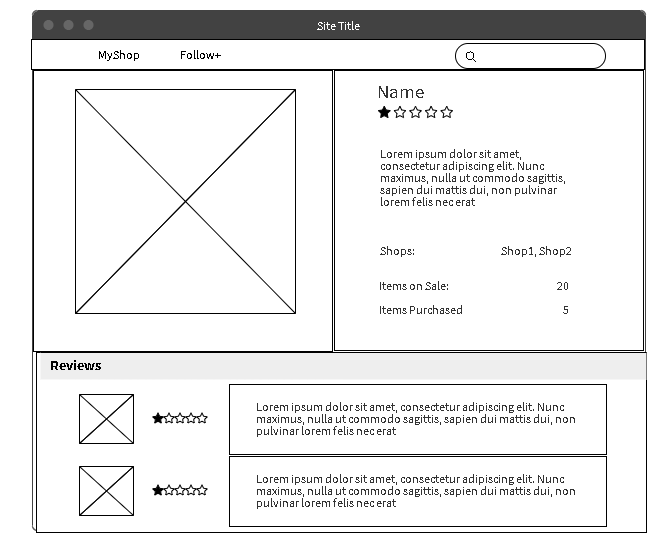 Site Title
MyShop Follow+
Name
Lorem ipsum dolor sit amet,
consectetur adipiscing elit. Nunc
maximus, nulla ut commodo sagittis,
sapien dui mattis dui, non pulvinar
lorem felis nec erat
Shops: Shop1, Shop2
Items on Sale: 20
Items Purchased 5
Reviews
Lorem ipsum dolor sit amet, consectetur adipiscing elit. Nunc
maximus, nulla ut commodo sagittis, sapien dui mattis dui, non
pulvinar lorem felis nec erat
Lorem ipsum dolor sit amet, consectetur adipiscing elit. Nunc
maximus, nulla ut commodo sagittis, sapien dui mattis dui, non
pulvinar lorem felis nec erat